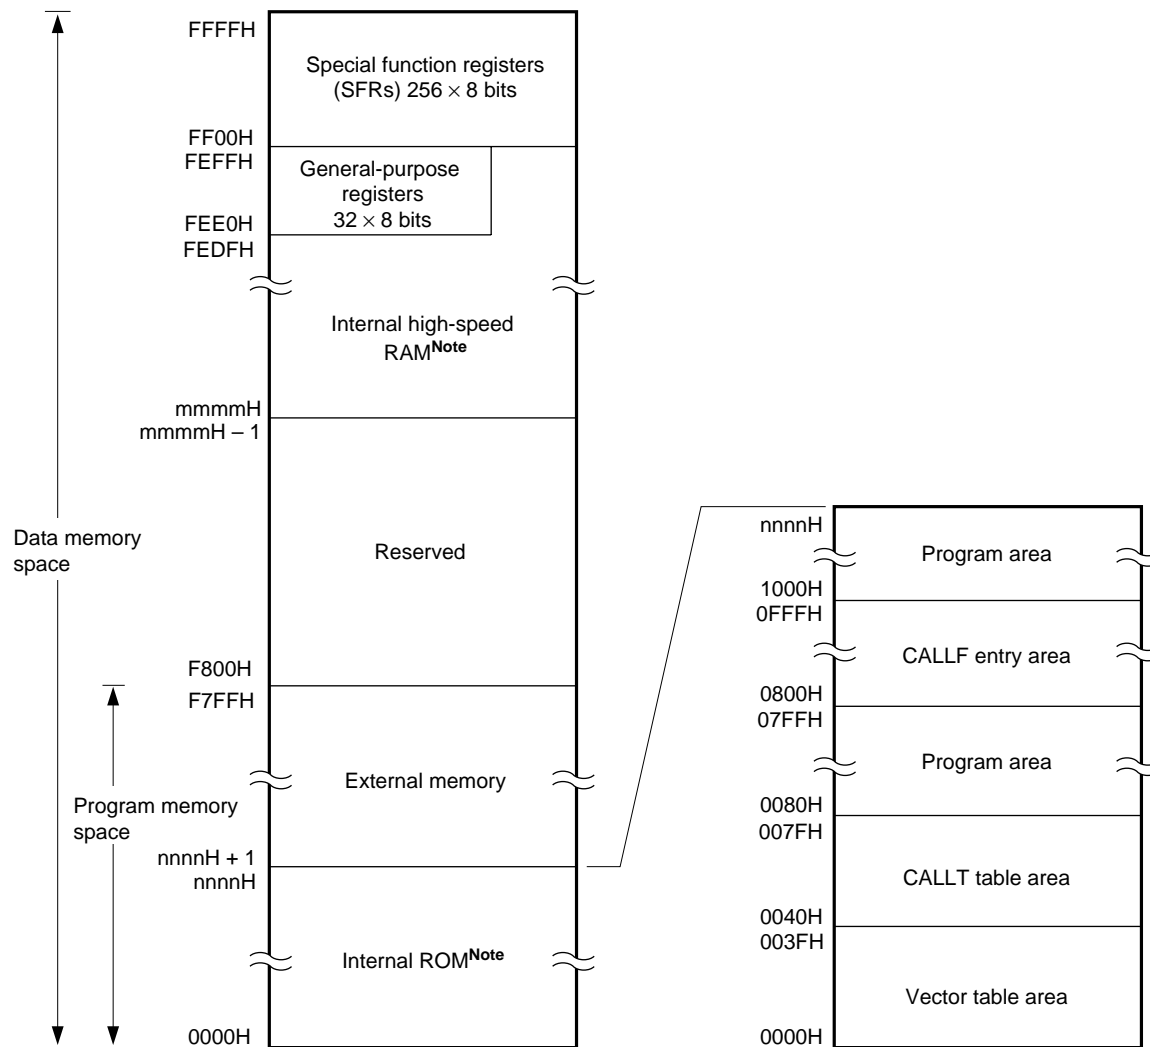 FFFFH
Special function registers
(SFRs) 256 × 8 bits
FF00H
FEFFH
General-purpose
registers
32 × 8 bits
FEE0H
FEDFH
Internal high-speed
RAMNote
mmmmH
mmmmH – 1
Data memory
space
Reserved
F800H
F7FFH
External memory
Program memory
space
nnnnH + 1
nnnnH
Internal ROMNote
0000H
nnnnH
Program area
1000H
0FFFH
CALLF entry area
0800H
07FFH
Program area
0080H
007FH
CALLT table area
0040H
003FH
Vector table area
0000H